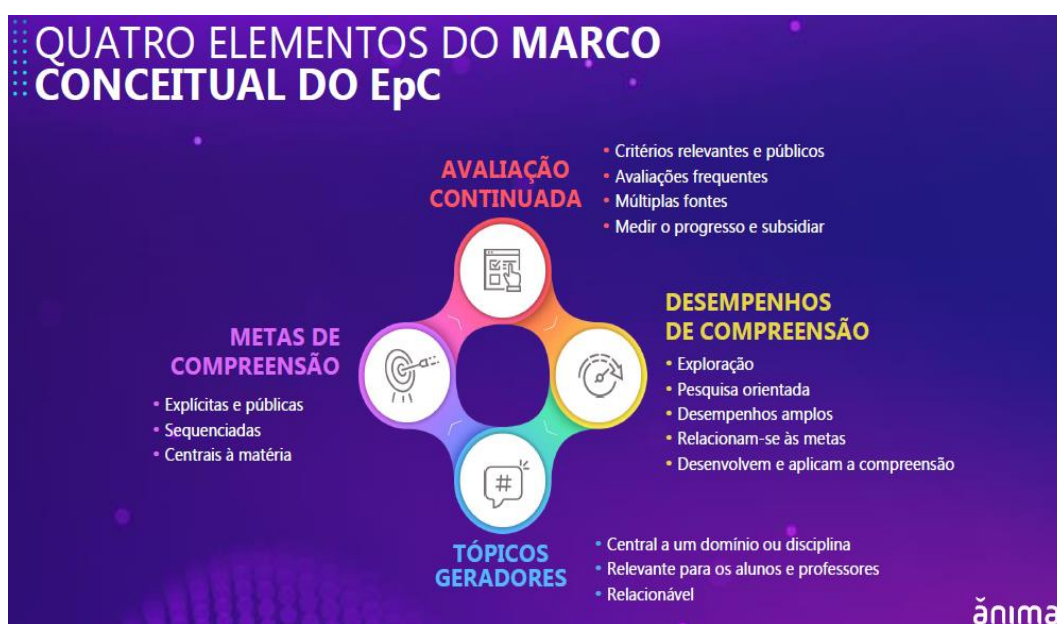 QUATRO ELEMENTOS DO MARCO
CONCEITUAL DO EpC
AVALIAÇÃO
CONTINUADA
• Critérios relevantes e públicos
• Avaliações frequentes
• Múltiplas fontes
• Medir o progresso e subsidiar
DESEMPENHOS
DE COMPREENSÃO
• Exploração
• Pesquisa orientada
• Desempenhos amplos
• Relacionam-se às metas
• Desenvolvem e aplicam a compreensão
METAS DE
COMPREENSÃO
• Explícitas e públicas
• Sequenciadas
• Centrais à matéria
#
TÓPICOS
GERADORES
• Central a um domínio ou disciplina
• Relevante para os alunos e professores
• Relacionável
ănıma